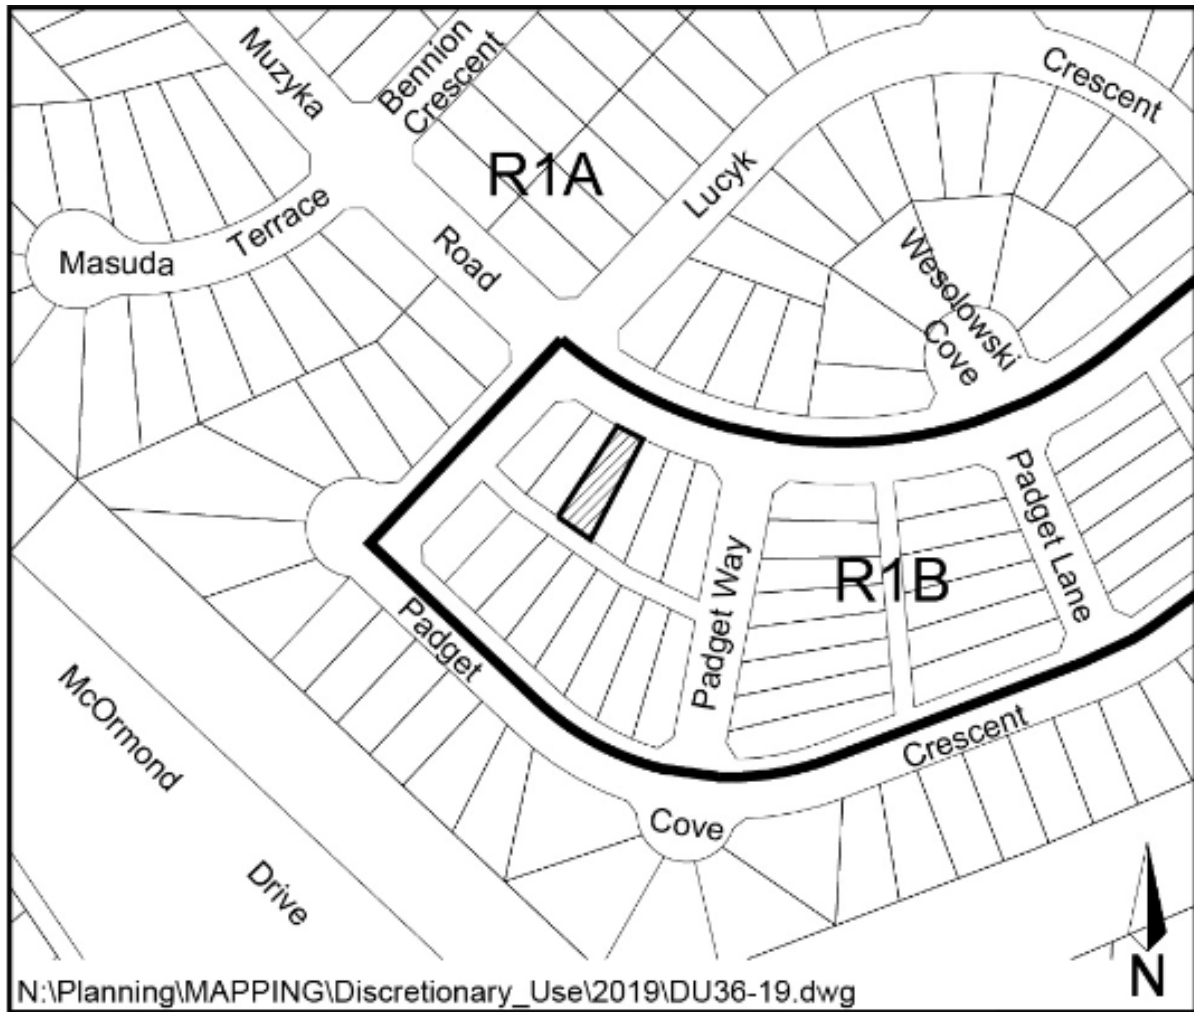 Muzyka
Bennion
Crescent
Crescent
R1A
Lucyk
Terrace
Masuda
Road
Wesolowski
Cove
Padget Lane
R1B
Padget Way
Padget
McOrmond
Crescent
Cove
Drive
N
N:\Planning\MAPPING\Discretionary_Use\2019\DU36-19.dwg